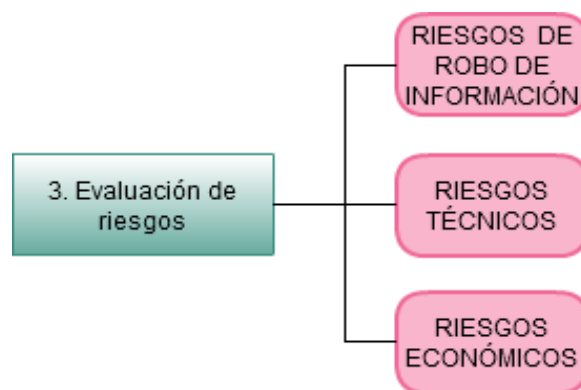 RIESGOS DE
ROBO DE
INFORMACIÓN
3. Evaluación de
riesgos
RIESGOS
TÉCNICOS
RIESGOS
ECONÓMICOS